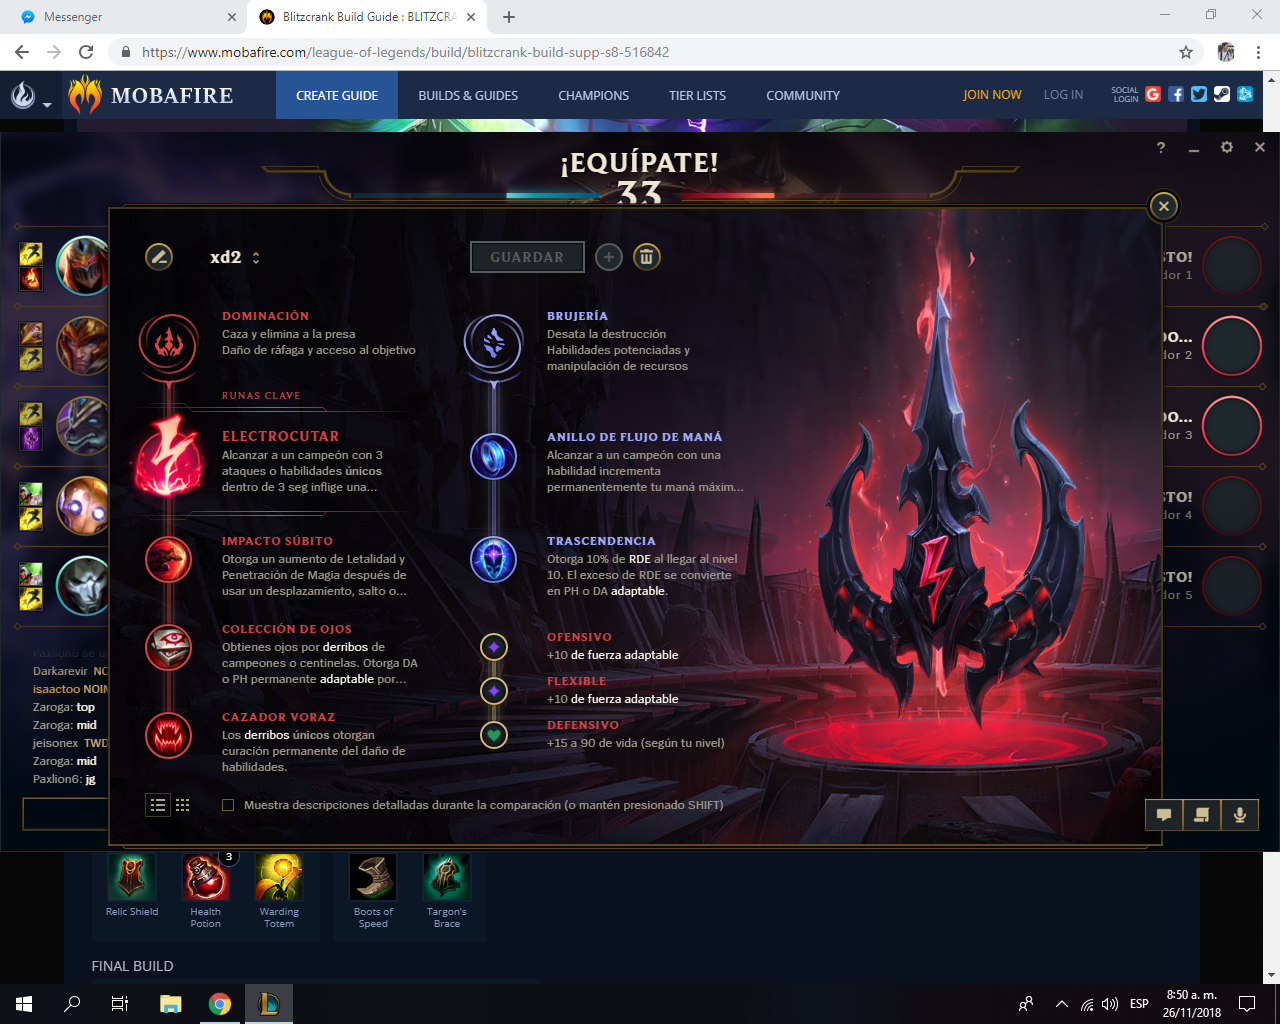 Messenger
Blitzcrank Build Guide : BLITZCRA
https://www.mobafire.com/league-of-legends/build/blitzcrank-build-supp-s8-516842
MOBAFIRE
CREATE GUIDE
BUILDS & GUIDES
CHAMPIONS
TIER LISTS
COMMUNITY
JOIN NOW
LOG IN
SOCIAL
LOGIN
¡EQUÍPATE!
33
xd2
GUARDAR
DOMINACIÓN
Caza y elimina a la presa
Daño de ráfaga y acceso al objetivo
RUNAS CLAVE
ELECTROCUTAR
Alcanzar a un campeón con 3
ataques o habilidades únicos
dentro de 3 seg inflige una...
IMPACTO SÚBITO
Otorga un aumento de Letalidad y
Penetración de Magia después de
usar un desplazamiento, salto o...
COLECCIÓN DE OJOS
Obtienes ojos por derribos de
campeones o centinelas. Otorga DA
o PH permanente adaptable por...
CAZADOR VORAZ
Los derribos únicos otorgan
curación permanente del daño de
habilidades.
BRUJERÍA
Desata la destrucción
Habilidades potenciadas y
manipulación de recursos
ANILLO DE FLUJO DE MANÁ
Alcanzar a un campeón con una
habilidad incrementa
permanentemente tu maná máxim...
TRASCENDENCIA
Otorga 10% de RDE al llegar al nivel
10. El exceso de RDE se convierte
en PH o DA adaptable.
OFENSIVO
+10 de fuerza adaptable
FLEXIBLE
+10 de fuerza adaptable
DEFENSIVO
+15 a 90 de vida (según tu nivel)
Muestra descripciones detalladas durante la comparación (o mantén presionado SHIFT)
STO!
dor 1
DO...
dor 2
DO...
dor 3
STO!
dor 4
STO!
dor 5
Paxlion6 se u
Darkarevir NO
isaactoo NOIM
Zaroga: top
Zaroga: mid
jeisonex TWD
Zaroga: mid
Paxlion6: jg
3
Relic Shield
Health
Potion
Warding
Totem
Boots of
Speed
Targon's
Brace
FINAL BUILD
ESP
8:50 a. m.
26/11/2018